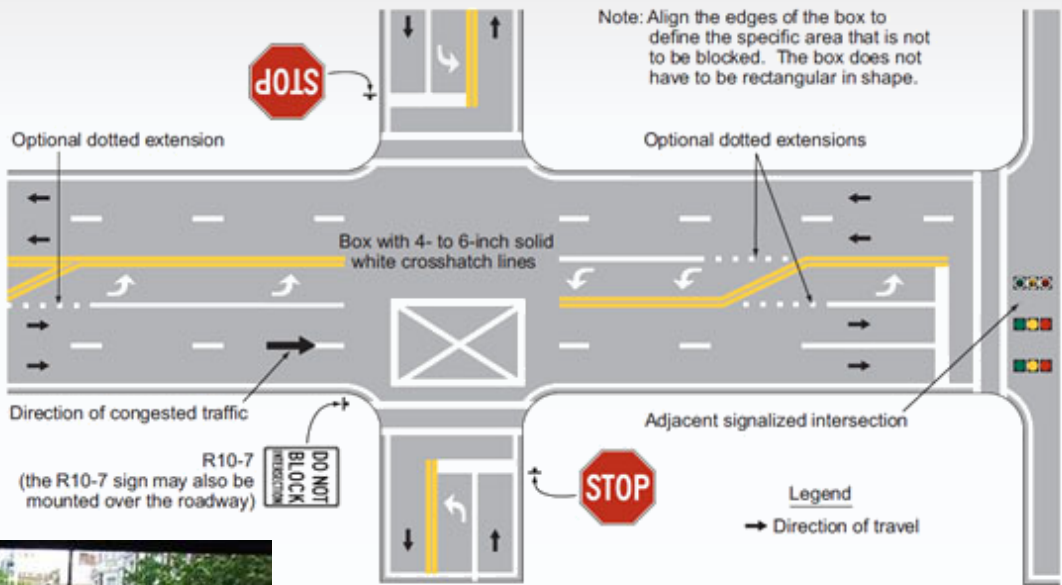 Note: Align the edges of the box to
define the specific area that is not
to be blocked. The box does not
have to be rectangular in shape.
STOP
Optional dotted extension
Optional dotted extensions
Box with 4- to 6-inch solid
white crosshatch lines
Direction of congested traffic
Adjacent signalized intersection
R10-7
(the R10-7 sign may also be
mounted over the roadway)
DO NOT
BLOCK
INTERSECTION
STOP
Legend
Direction of travel